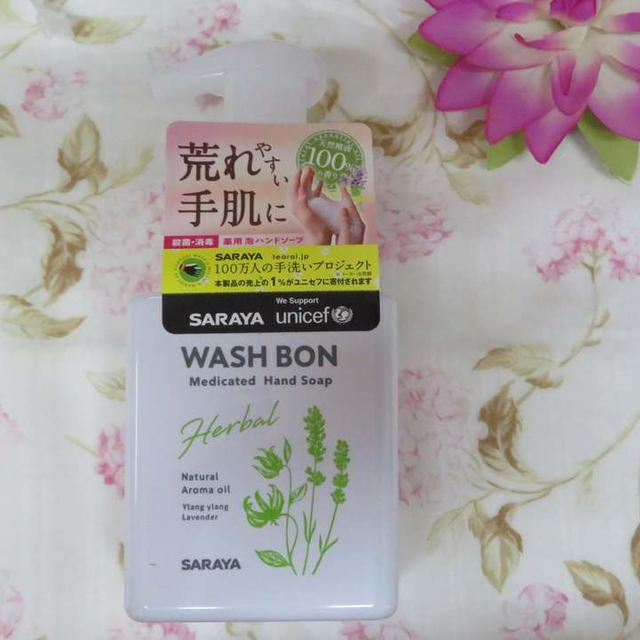 荒れやすい
手肌に
天然精油
100%
香り
殺菌・消毒 薬用 泡ハンドソープ
SARAYA tearai.jp
100万人の手洗いプロジェクト
本製品の売上の1%がユニセフに寄付されます
We Support
SARAYA unicef
WASH BON
Medicated Hand Soap
Herbal
Natural
Aroma oil
Ylang ylang
Lavender
SARAYA